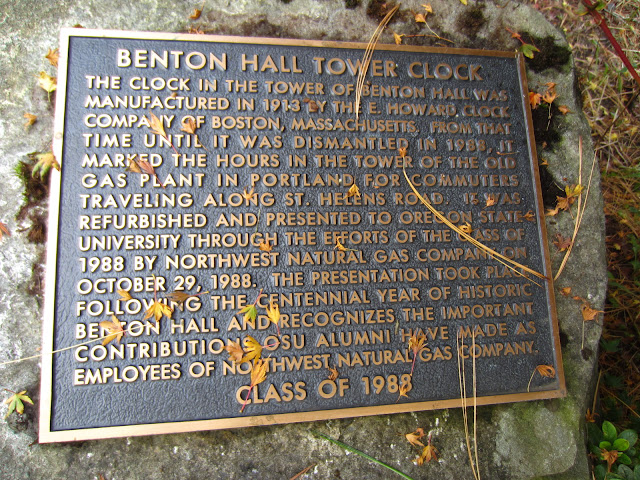 BENTON HALL TOWER CLOCK
THE CLOCK IN THE TOWER OF BENTON HALL WAS
MANUFACTURED IN 1913 BY THE E. HOWARD CLOCK
COMPANY OF BOSTON, MASSACHUSETTS. FROM THAT
TIME UNTIL IT WAS DISMANTLED IN 1983, IT
MARKED THE HOURS IN THE TOWER OF THE OLD
GAS PLANT IN PORTLAND FOR COMMUTERS
TRAVELING ALONG ST. HELENS ROAD. IT WAS
REFURBISHED AND PRESENTED TO OREGON STATE
UNIVERSITY THROUGH THE EFFORTS OF THE CLASS OF
1988 BY NORTHWEST NATURAL GAS COMPANY ON
OCTOBER 29, 1988. THE PRESENTATION TOOK PLACE
FOLLOWING THE CENTENNIAL YEAR OF HISTORIC
BENTON HALL AND RECOGNIZES THE IMPORTANT
CONTRIBUTION OSU ALUMNI HAVE MADE AS
EMPLOYEES OF NORTHWEST NATURAL GAS COMPANY.
CLASS OF 1988